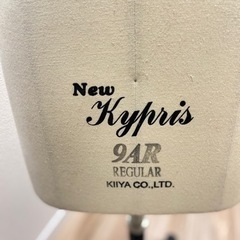 New
Kypris
9AR
REGULAR
KIIYA CO.,LTD.